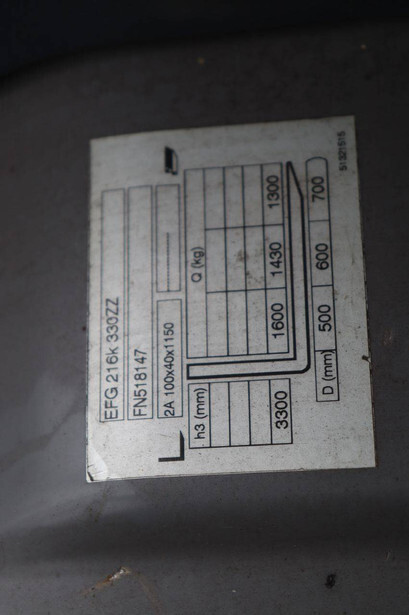 EFG 216k 330ZZ
FN518147
2A 100x40x1150 --------
h3 (mm) Q (kg)
3300 1600 1430 1300
D (mm) 500 600 700
51321515